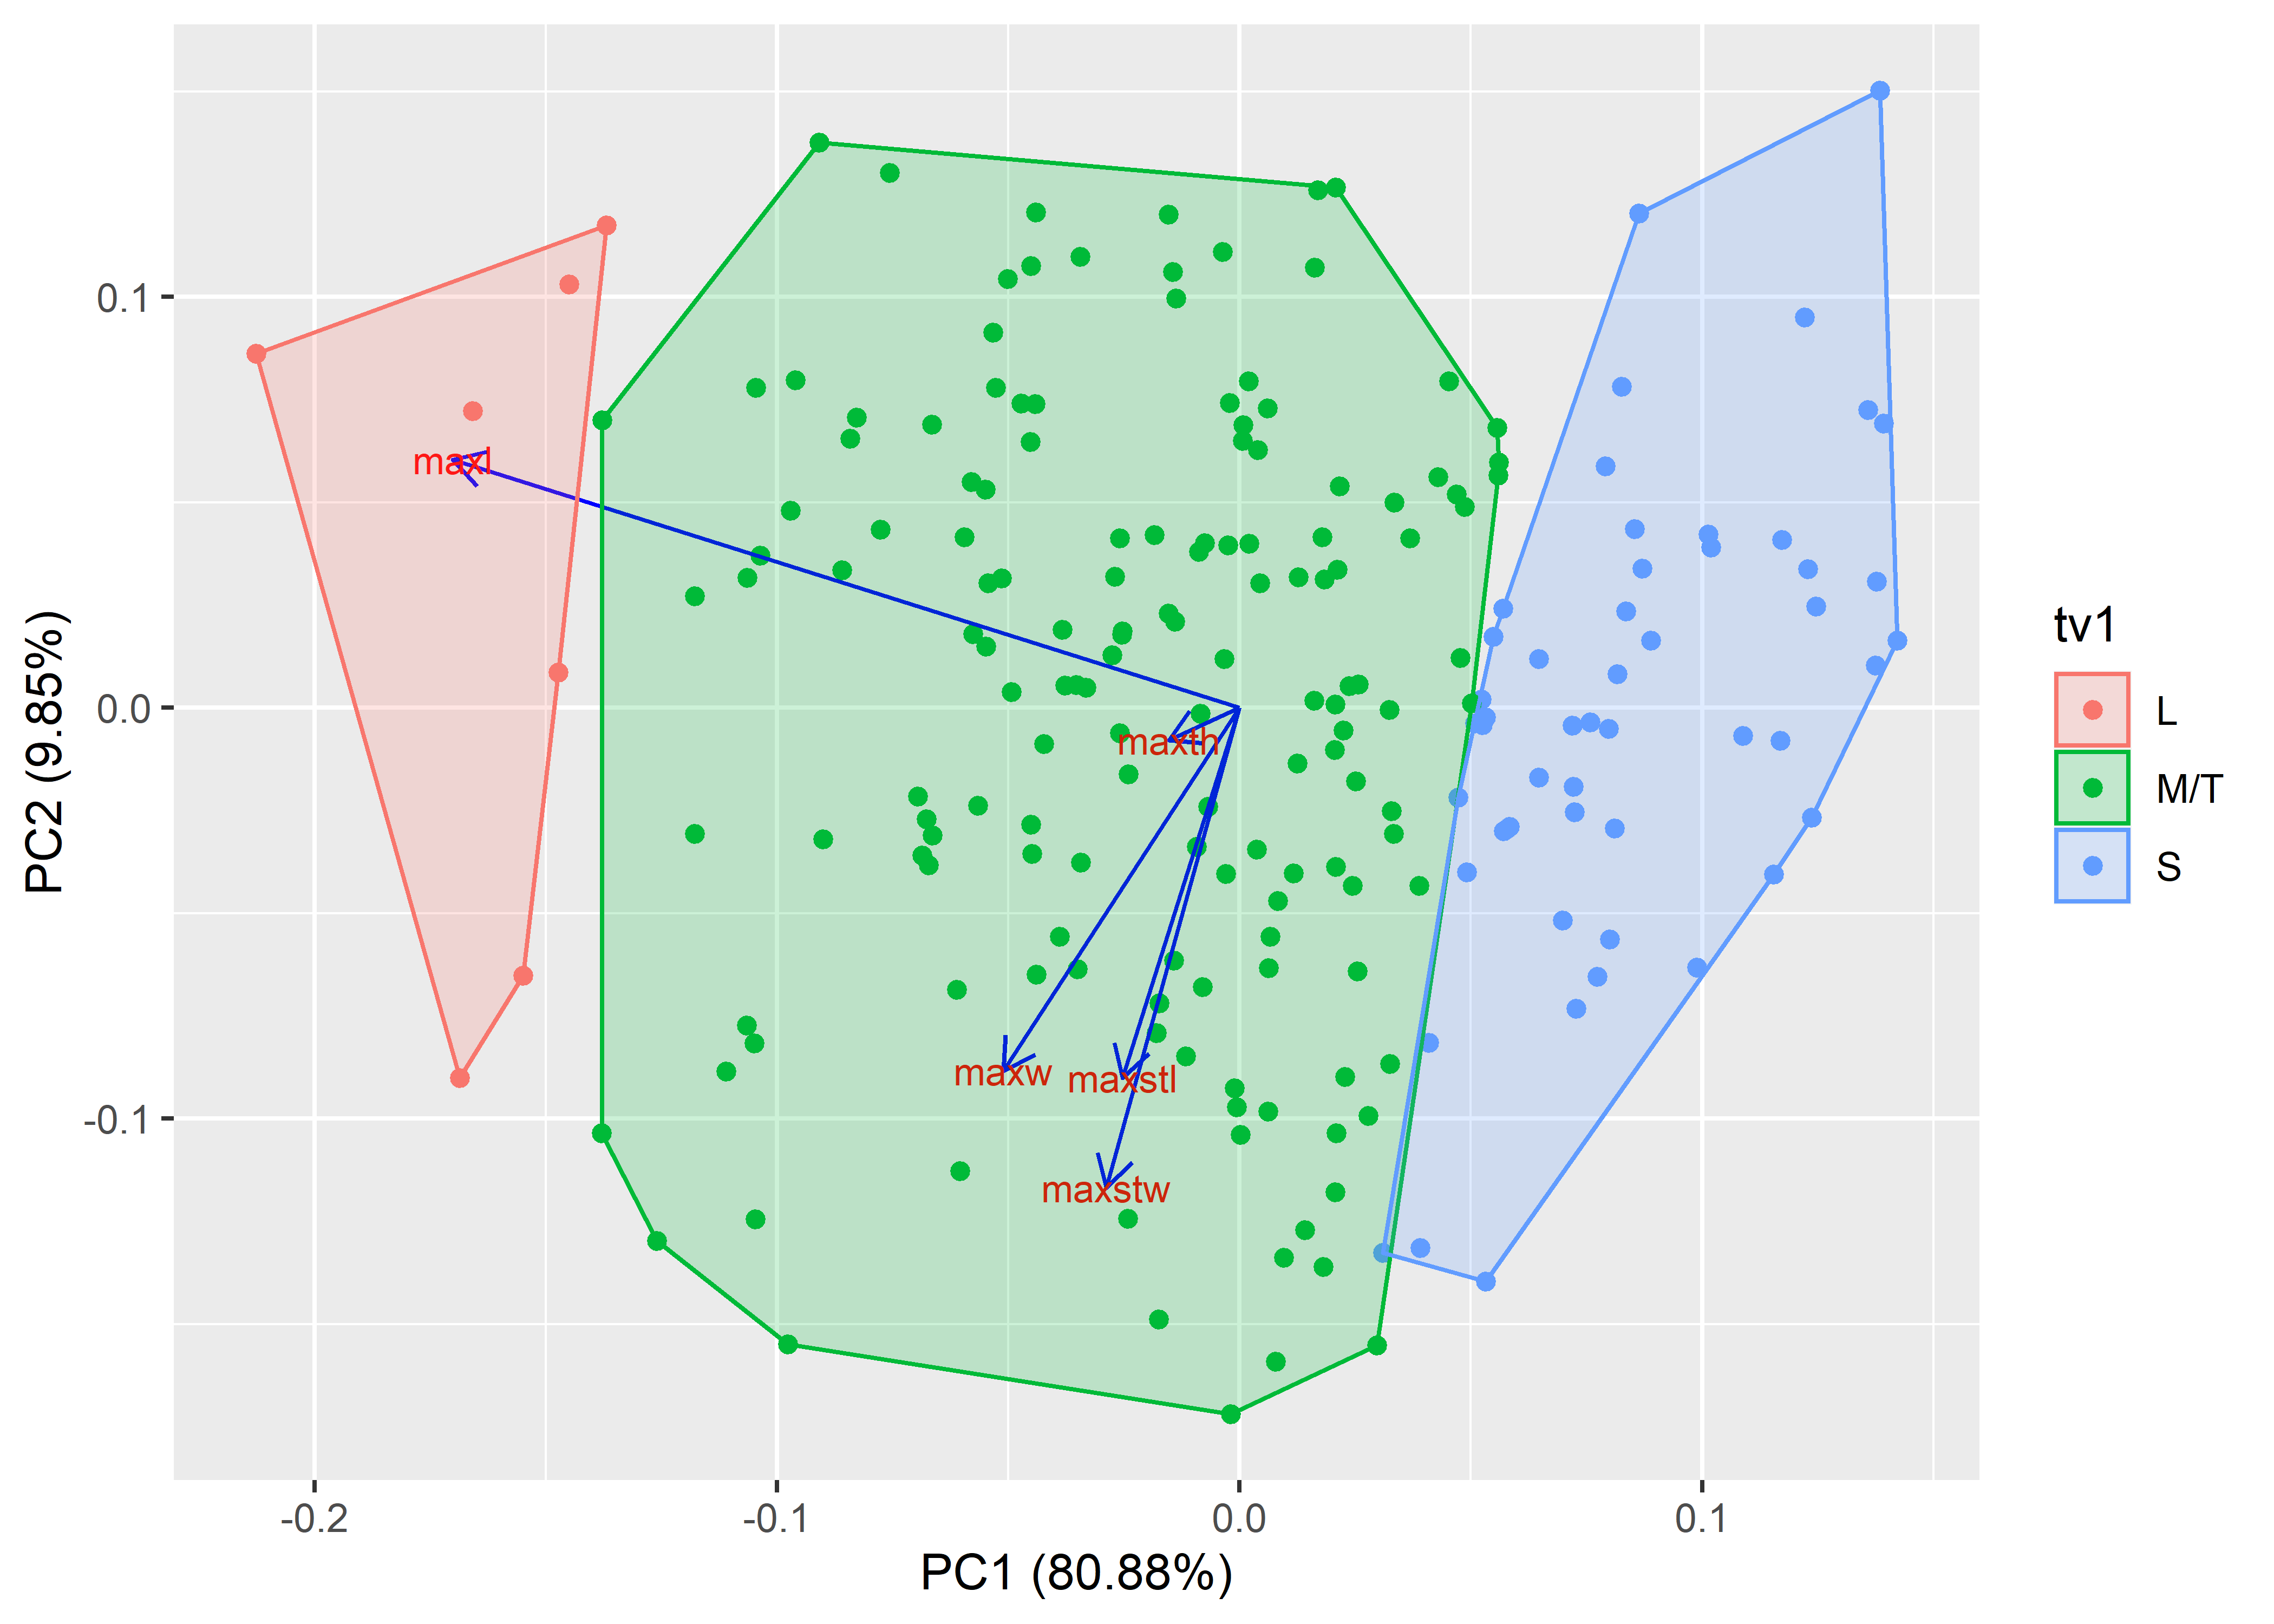 PC2 (9.85%)
0.1
0.0
-0.1
maxl
maxth
maxw
maxstl
maxstw
-0.2
-0.1
0.0
0.1
PC1 (80.88%)
tv1
L
M/T
S